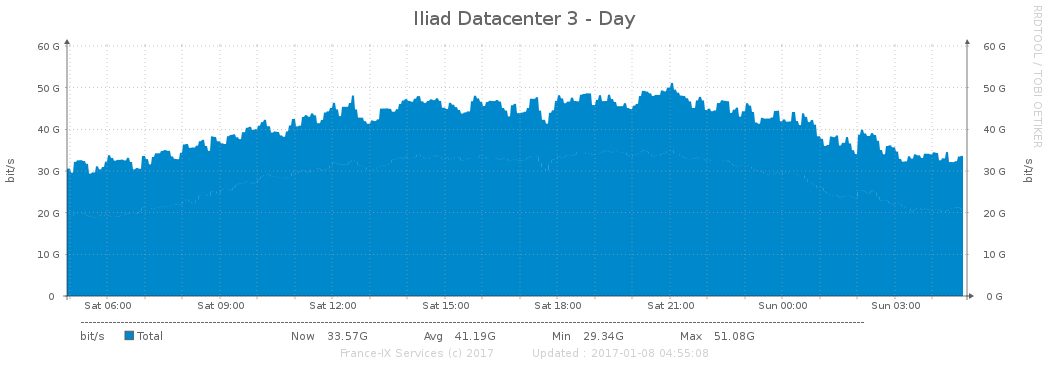 Iliad Datacenter 3 - Day
RRDTOOL / TOBI OETIKER
60 G 60 G
50 G 50 G
40 G 40 G
bit/s 30 G 30 G bit/s
20 G 20 G
10 G 10 G
0 0 G
Sat 06:00 Sat 09:00 Sat 12:00 Sat 15:00 Sat 18:00 Sat 21:00 Sun 00:00 Sun 03:00
bit/s Total Now 33.57G Avg 41.19G Min 29.34G Max 51.08G
France-IX Services (c) 2017 Updated : 2017-01-08 04:55:08